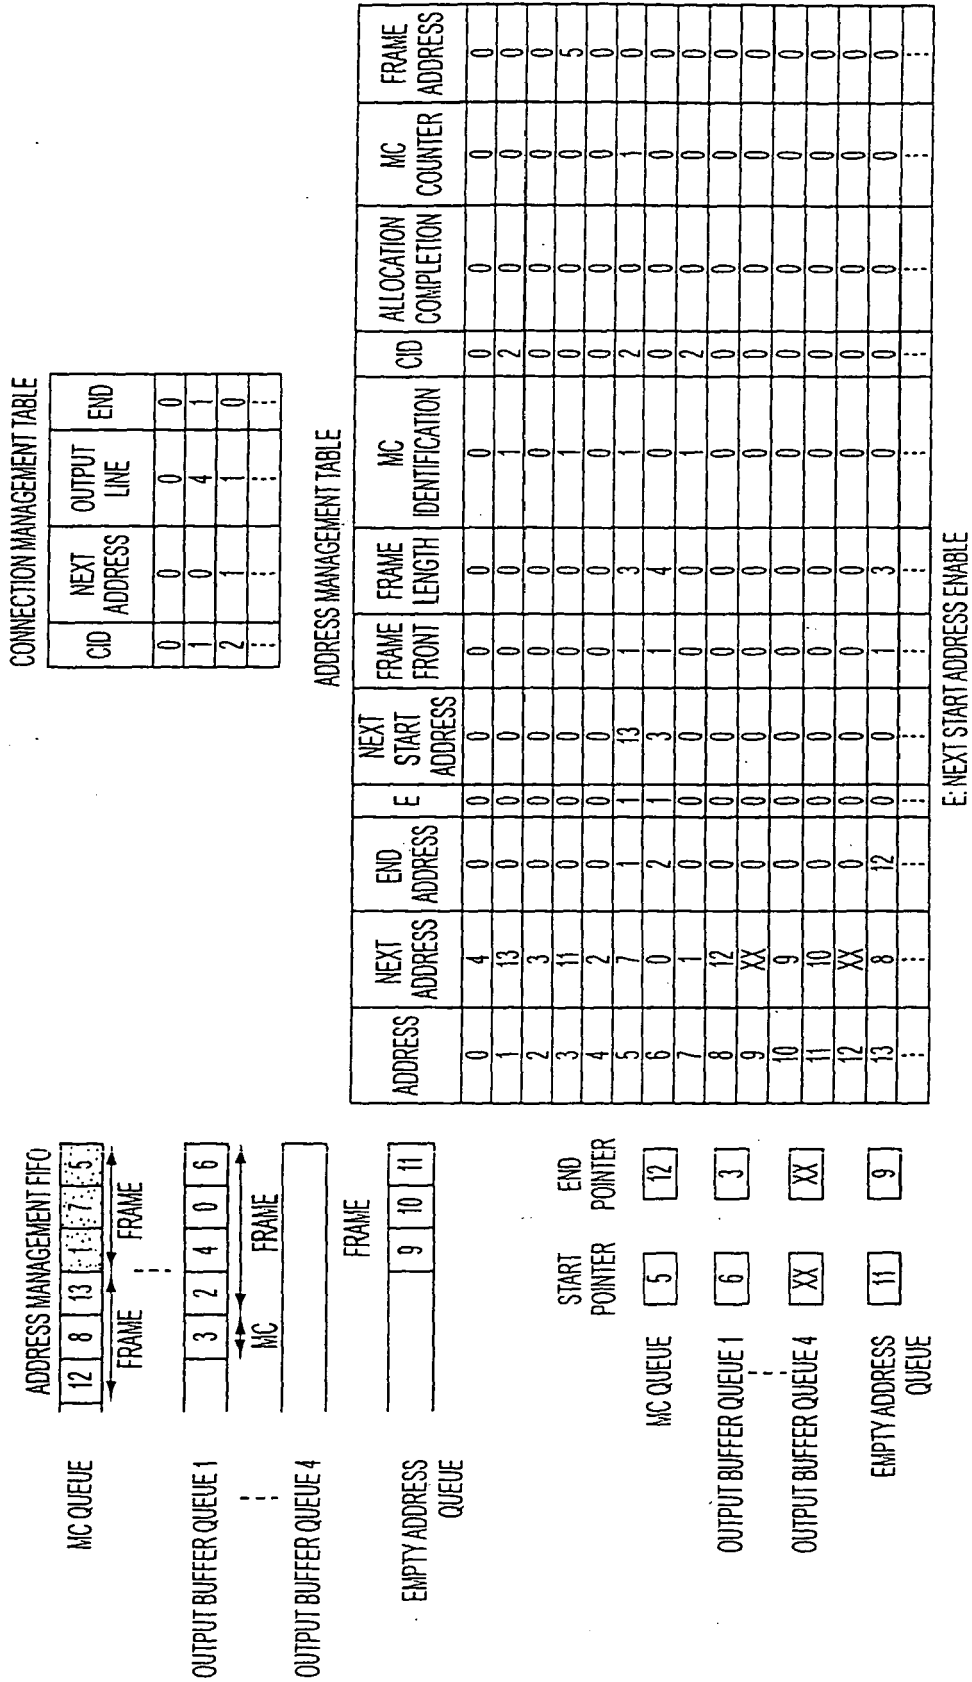 ADDRESS MANAGEMENT FIFO
MC QUEUE
12 8 13 1 7 5
FRAME FRAME
OUTPUT BUFFER QUEUE 1
3 2 4 0 6
MC FRAME
OUTPUT BUFFER QUEUE 4
FRAME
EMPTY ADDRESS
QUEUE
9 10 11
START
POINTER
END
POINTER
MC QUEUE 5 12
OUTPUT BUFFER QUEUE 1 6 3
OUTPUT BUFFER QUEUE 4 XX XX
EMPTY ADDRESS
QUEUE
11 9
CONNECTION MANAGEMENT TABLE
CID NEXT ADDRESS OUTPUT LINE END
0 0 0 0
1 0 4 1
2 1 1 0
ADDRESS MANAGEMENT TABLE
ADDRESS NEXT ADDRESS END ADDRESS E NEXT START ADDRESS FRAME FRONT FRAME LENGTH MC IDENTIFICATION CID ALLOCATION COMPLETION MC COUNTER FRAME ADDRESS
0 4 0 0 0 0 0 0 0 0 0 0
1 13 0 0 0 0 0 1 2 0 0 0
2 3 0 0 0 0 0 0 0 0 0 0
3 11 0 0 0 0 0 1 0 0 0 5
4 2 0 0 0 0 0 0 0 0 0 0
5 7 1 1 13 1 3 1 2 0 1 0
6 0 2 1 3 1 4 0 0 0 0 0
7 1 0 0 0 0 0 1 2 0 0 0
8 12 0 0 0 0 0 0 0 0 0 0
9 XX 0 0 0 0 0 0 0 0 0 0
10 9 0 0 0 0 0 0 0 0 0 0
11 10 0 0 0 0 0 0 0 0 0 0
12 XX 0 0 0 0 0 0 0 0 0 0
13 8 12 0 0 1 3 0 0 0 0 0
E: NEXT START ADDRESS ENABLE